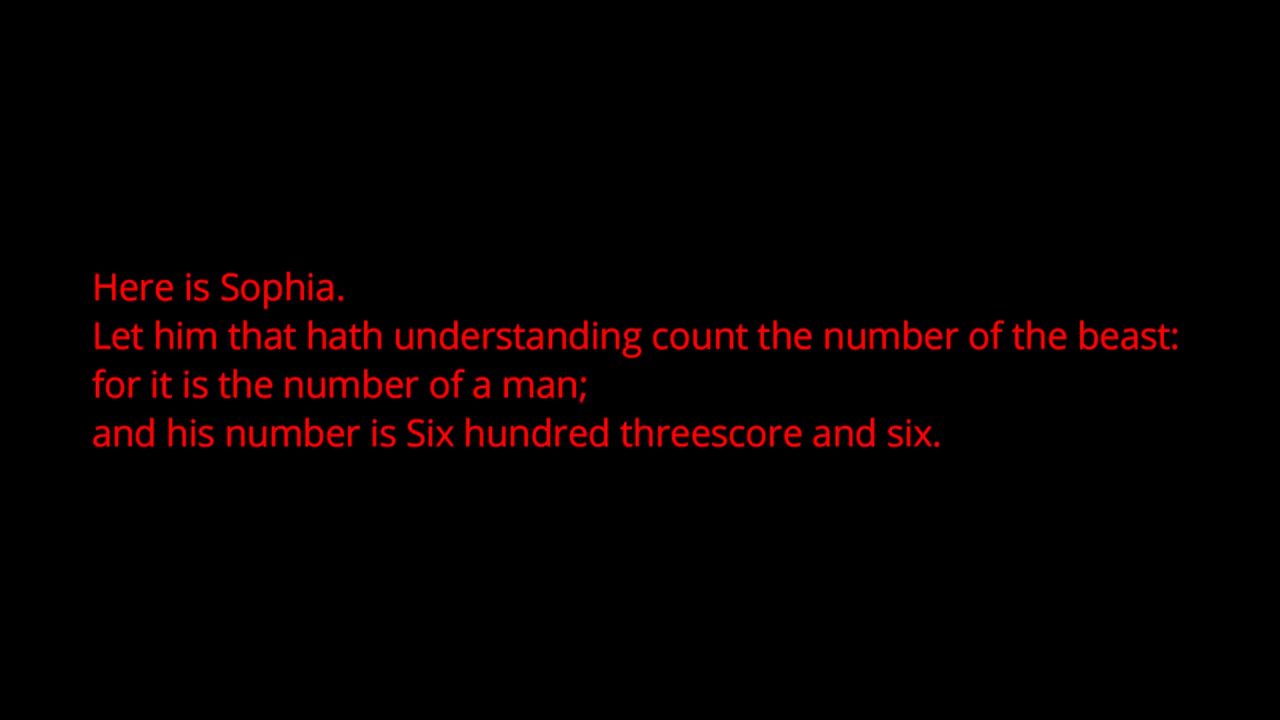 Here is Sophia.
Let him that hath understanding count the number of the beast:
for it is the number of a man;
and his number is Six hundred threescore and six.